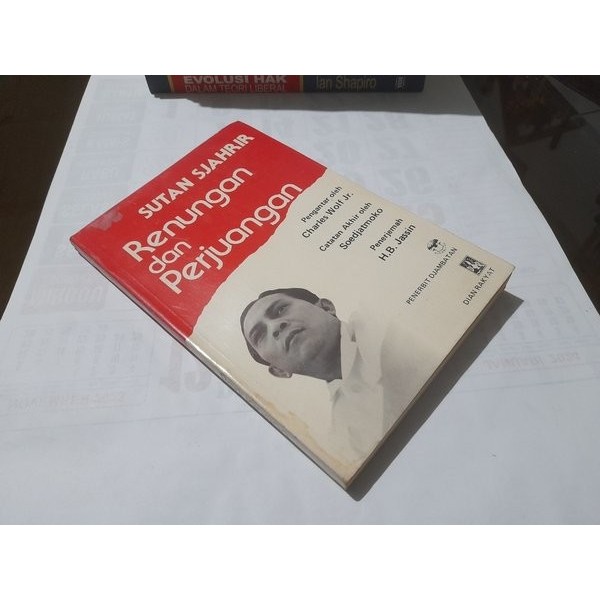 EVOLUSI HAK
DALAM TEORI LIBERAL
Ian Shapiro
SUTAN SJAHRIR
Renungan
dan
Perjuangan
Pengantar oleh
Charles Wolf Jr.
Catatan Akhir oleh
Soedjatmoko
Penerjemah
H.B. Jassin
PENERBIT DJAMBATAN
DIAN RAKYAT